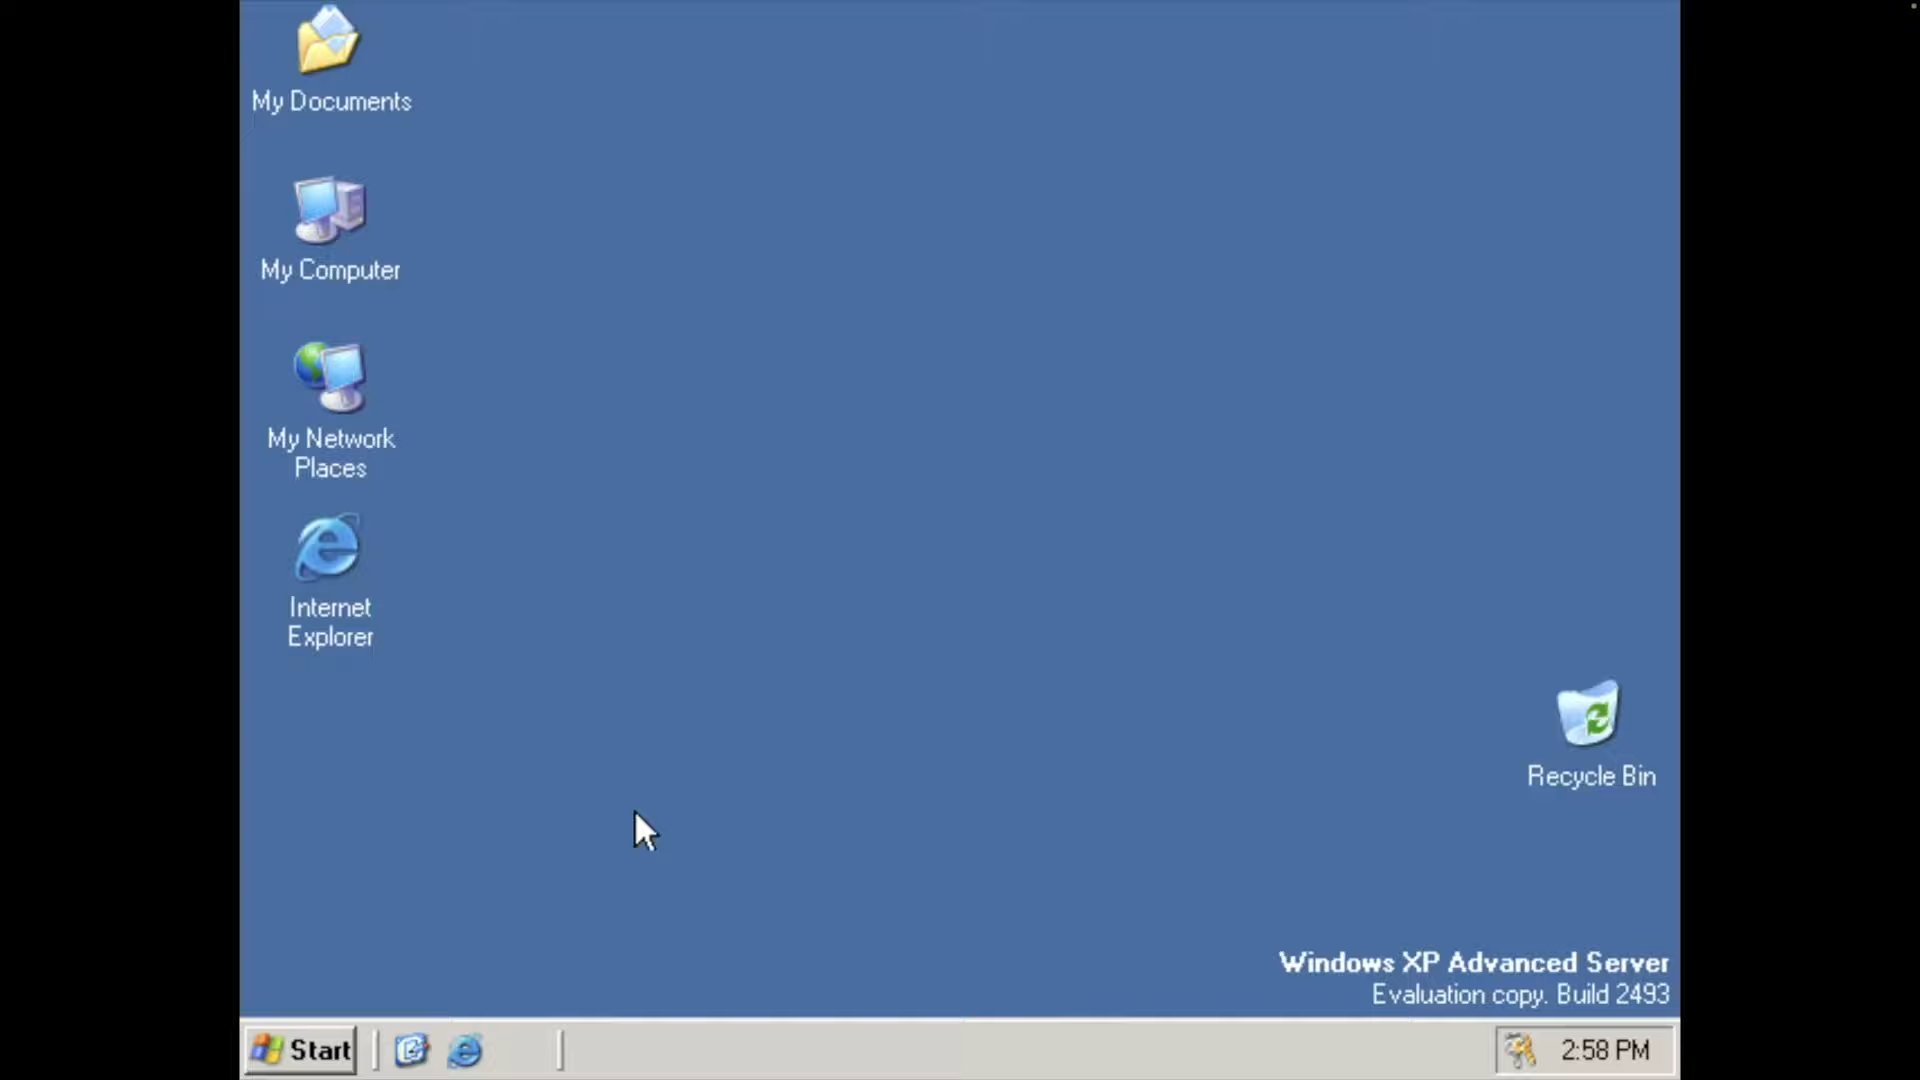 My Documents
My Computer
My Network
Places
Internet
Explorer
Recycle Bin
Windows XP Advanced Server
Evaluation copy. Build 2493
Start
2:58 PM